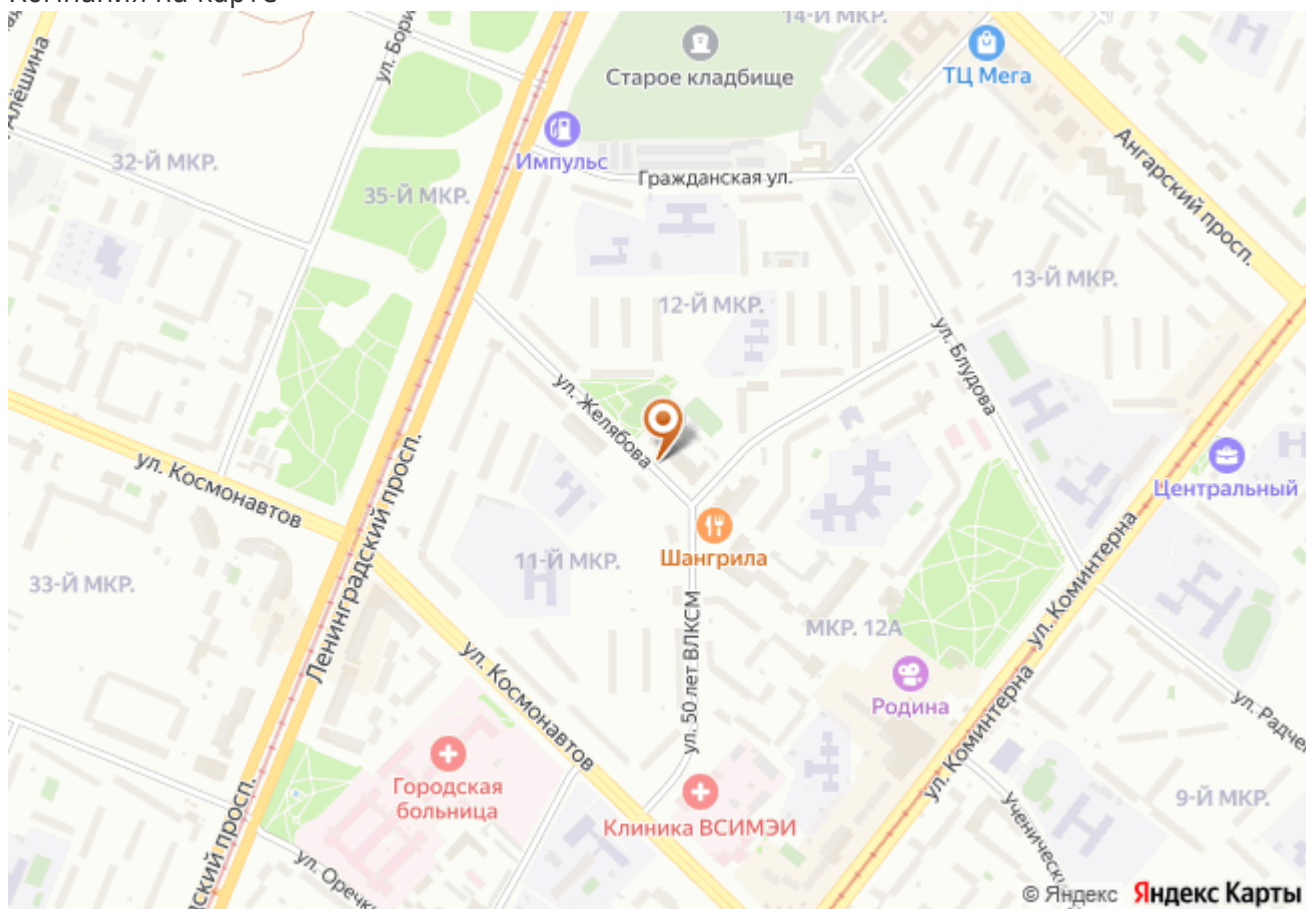 14-Й МКР.
Старое кладбище
ТЦ Мега
32-Й МКР.
Импульс
Гражданская ул.
35-Й МКР.
Ангарский просп.
13-Й МКР.
12-Й МКР.
ул. Блудова
ул. Желябова
ул. Космонавтов
Ленинградский просп.
Центральный
Шангрила
11-Й МКР.
33-Й МКР.
ул. 50 лет ВЛКСМ
МКР. 12А
ул. Коминтерна
ул. Коминтерна
Родина
ул. Космонавтов
Городская
больница
Клиника ВСИМЭИ
ул. Коминтерна
9-Й МКР.
© Яндекс Яндекс Карты